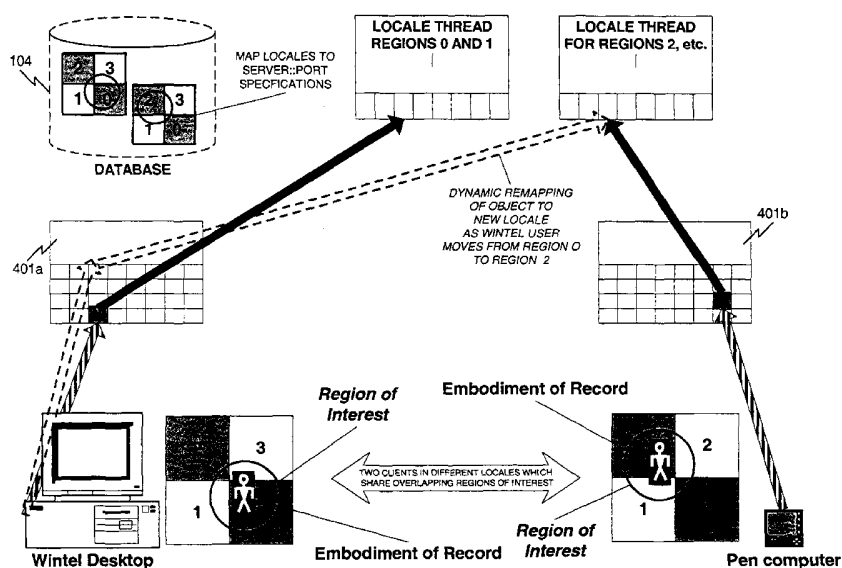 LOCALE THREAD
REGIONS 0 AND 1
LOCALE THREAD
FOR REGIONS 2, etc.
104
2
3
1
0
2
3
1
0
MAP LOCALES TO
SERVER::PORT
SPECFICATIONS
DATABASE
DYNAMIC REMAPPING
OF OBJECT TO
NEW LOCALE
AS WINTEL USER
MOVES FROM REGION 0
TO REGION 2
401a
401b
Region of
Interest
Embodiment of Record
3
1
2
1
TWO CLIENTS IN DIFFERENT LOCALES WHICH
SHARE OVERLAPPING REGIONS OF INTEREST
Embodiment of Record
Region of
Interest
Wintel Desktop
Pen computer